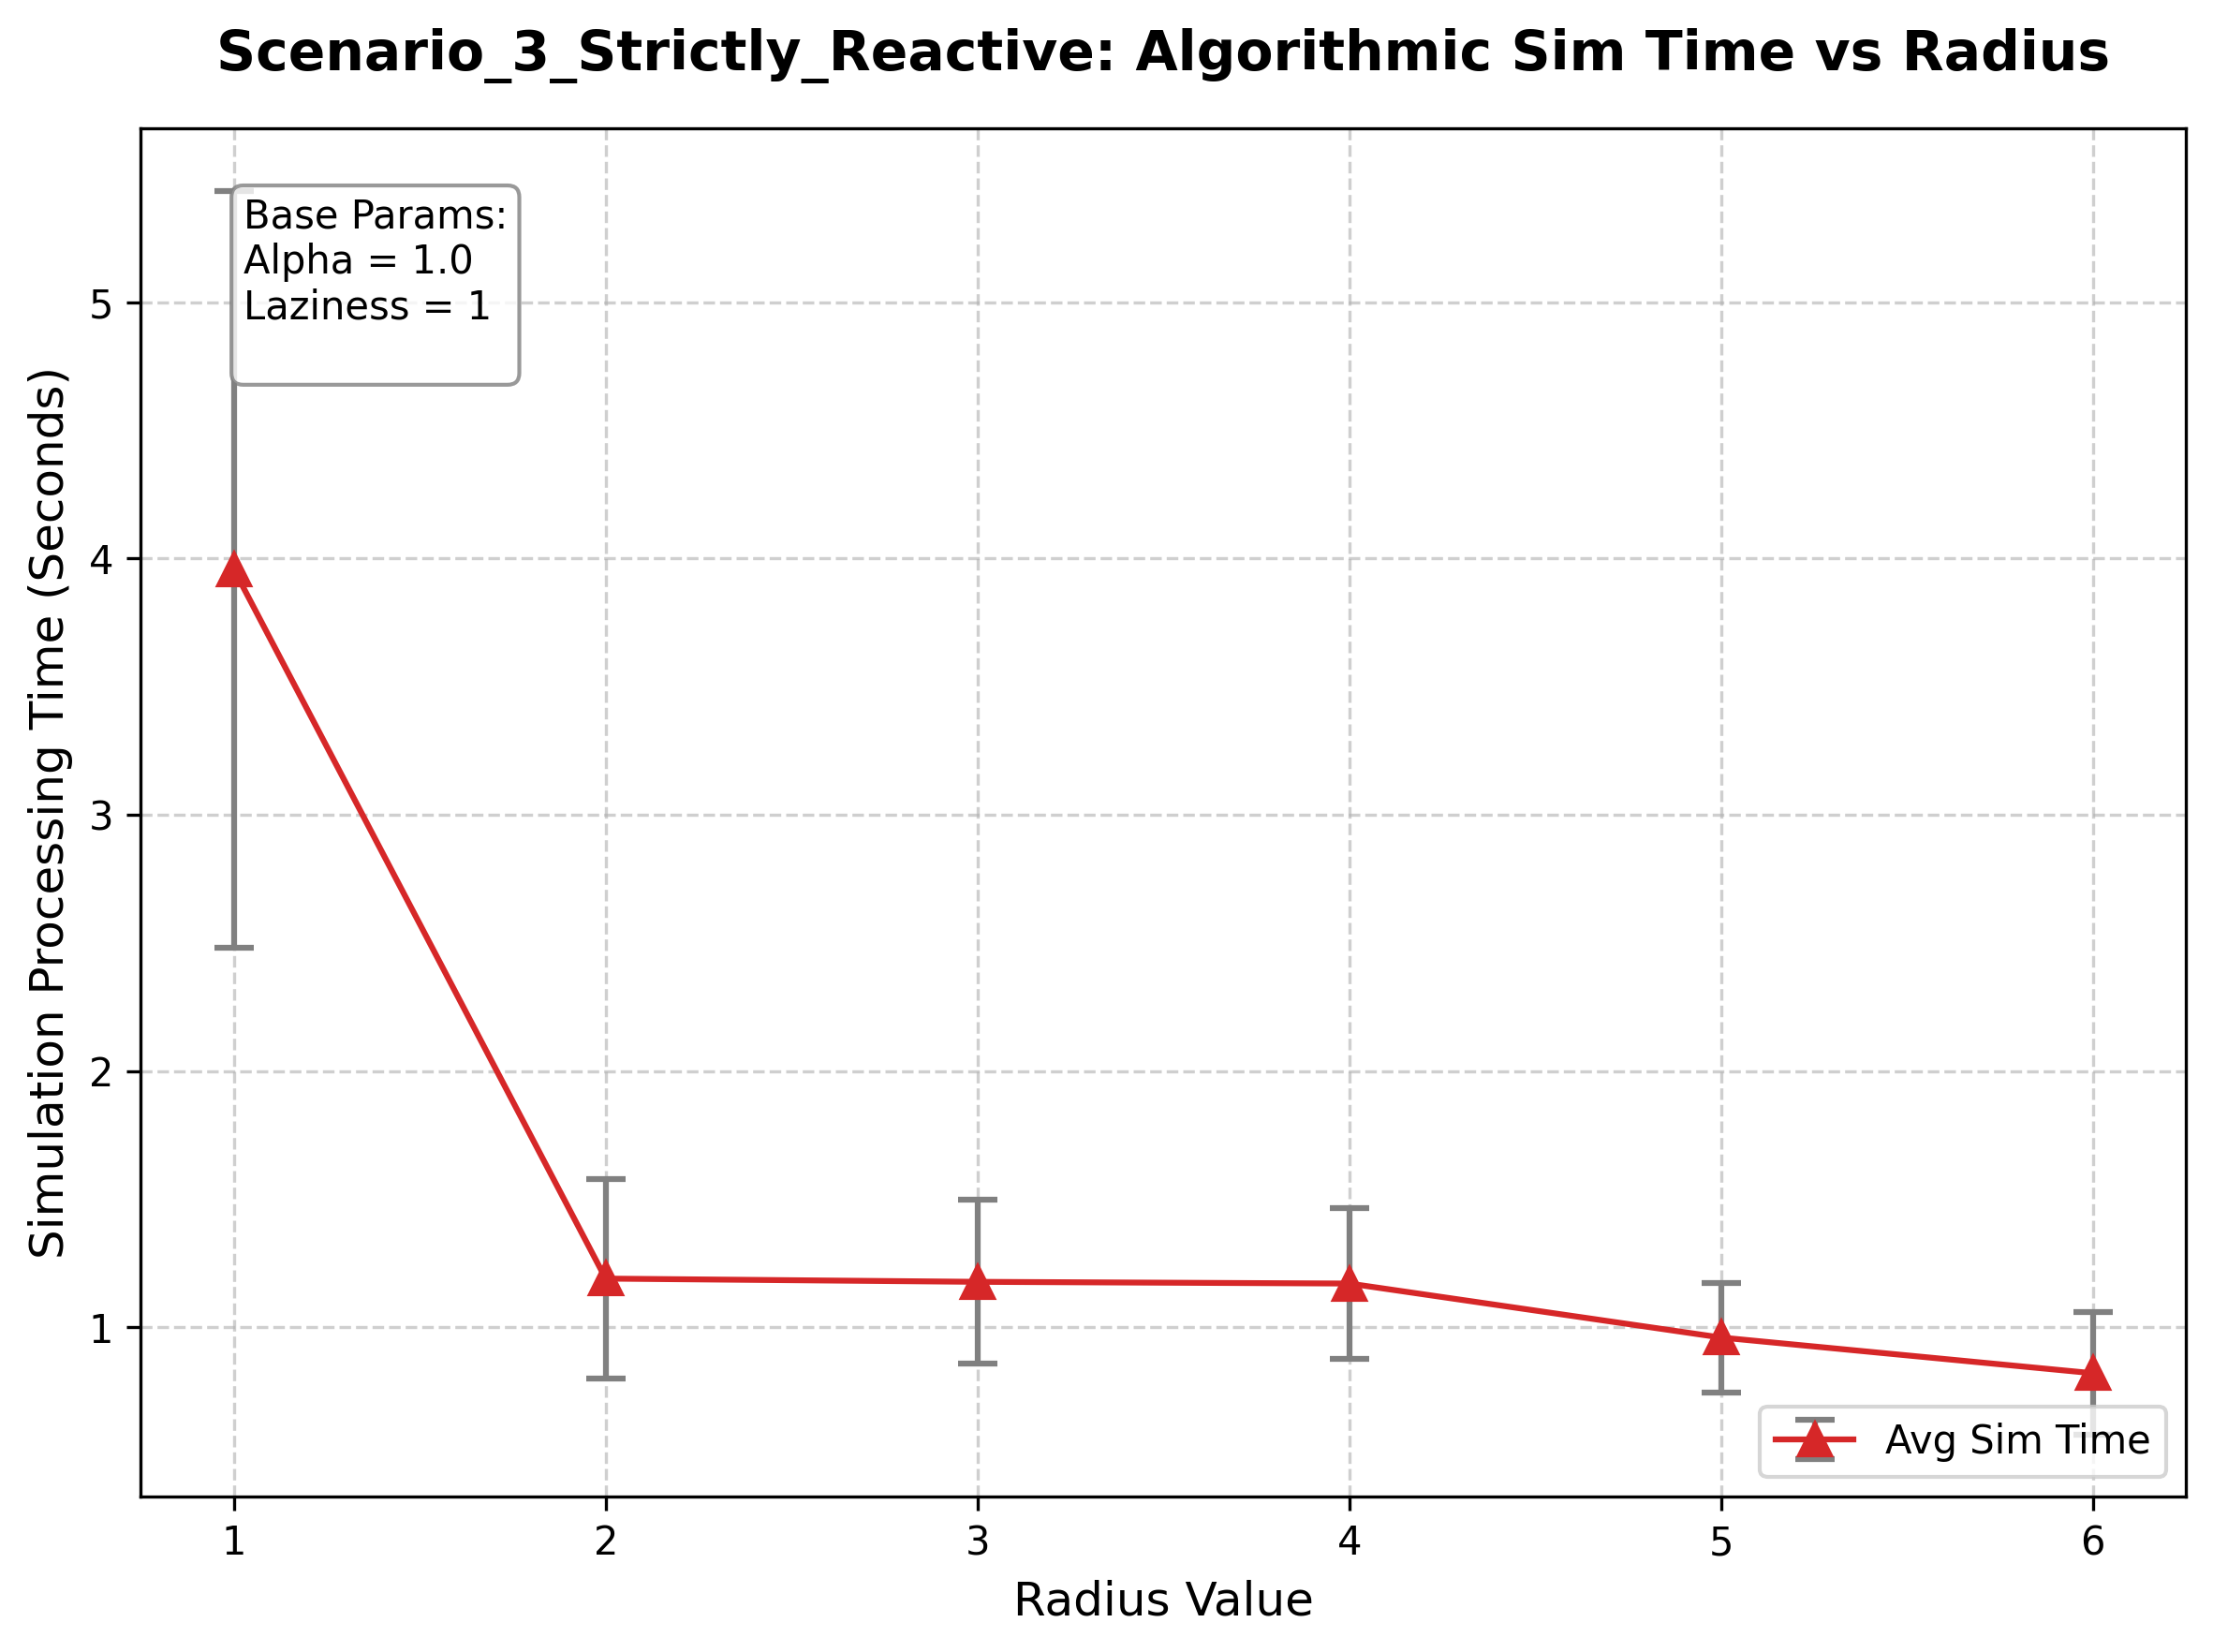 Scenario_3_Strictly_Reactive: Algorithmic Sim Time vs Radius
Base Params:
Alpha = 1.0
Laziness = 1
Simulation Processing Time (Seconds)
5
4
3
2
1
Avg Sim Time
1 2 3 4 5 6
Radius Value